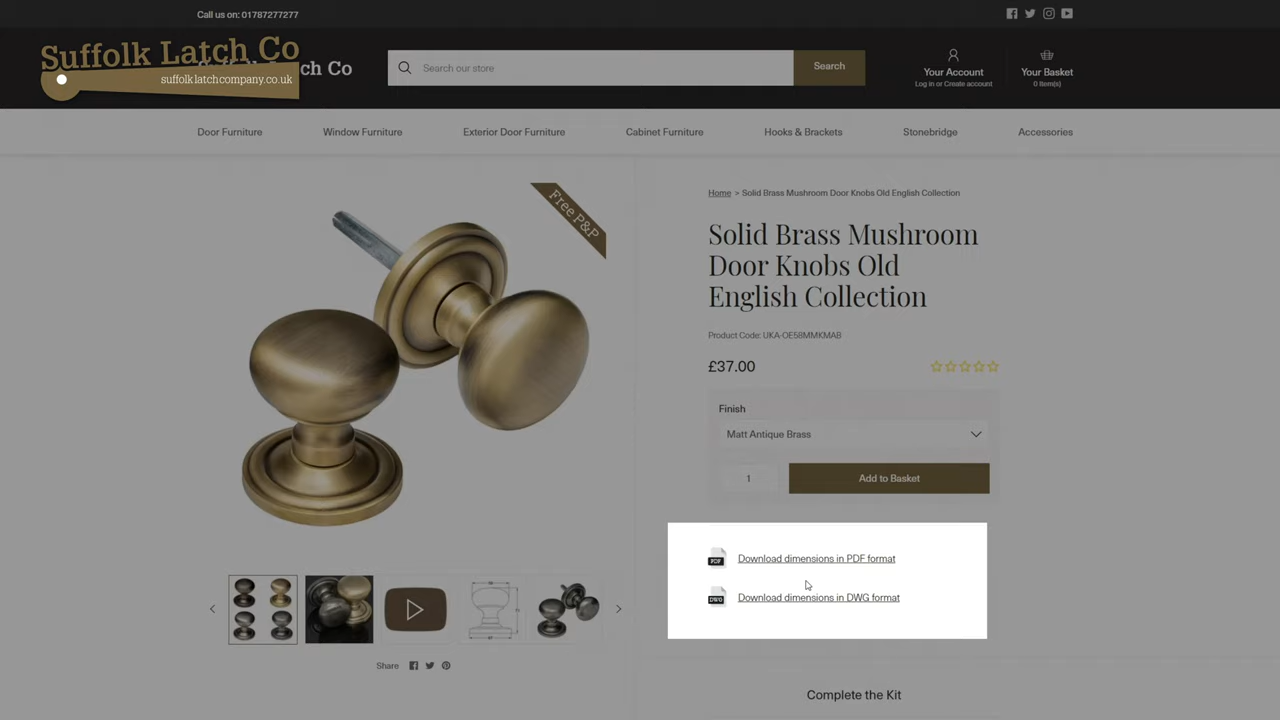 Call us on: 01787277277
Suffolk Latch Co
suffolklatchcompany.co.uk
ch Co
Search our store
Search
Your Account
Log in or Create account
Your Basket
0 Item(s)
Door Furniture
Window Furniture
Exterior Door Furniture
Cabinet Furniture
Hooks & Brackets
Stonebridge
Accessories
Free P&P
Home > Solid Brass Mushroom Door Knobs Old English Collection
Solid Brass Mushroom
Door Knobs Old
English Collection
Product Code: UKA-OE58MMKMAB
£37.00
Finish
Matt Antique Brass
1
Add to Basket
PDF
Download dimensions in PDF format
DWG
Download dimensions in DWG format
Share
Complete the Kit